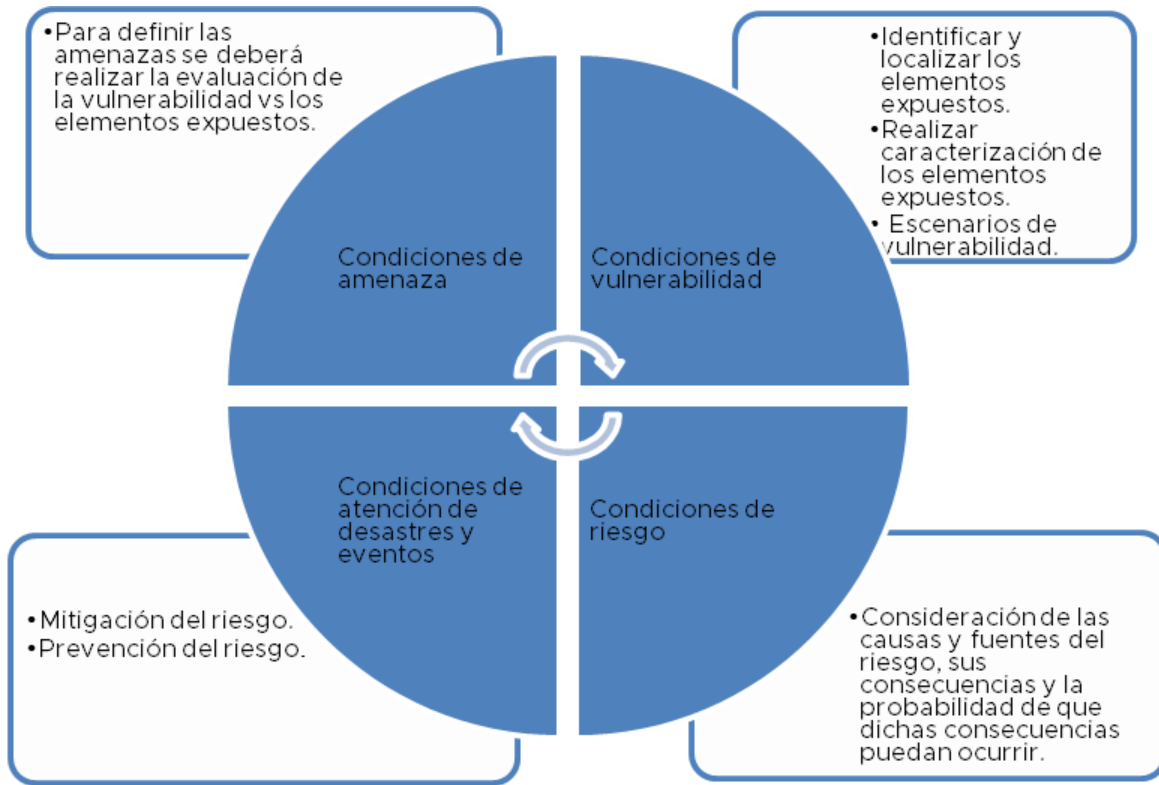 •Para definir las
amenazas se deberá
realizar la evaluación de
la vulnerabilidad vs los
elementos expuestos.
•Identificar y
localizar los
elementos
expuestos.
•Realizar
caracterización de
los elementos
expuestos.
• Escenarios de
vulnerabilidad.
Condiciones de
amenaza
Condiciones de
vulnerabilidad
Condiciones de
atención de
desastres y
eventos
Condiciones de
riesgo
•Mitigación del riesgo.
•Prevención del riesgo.
•Consideración de las
causas y fuentes del
riesgo, sus
consecuencias y la
probabilidad de que
dichas consecuencias
puedan ocurrir.